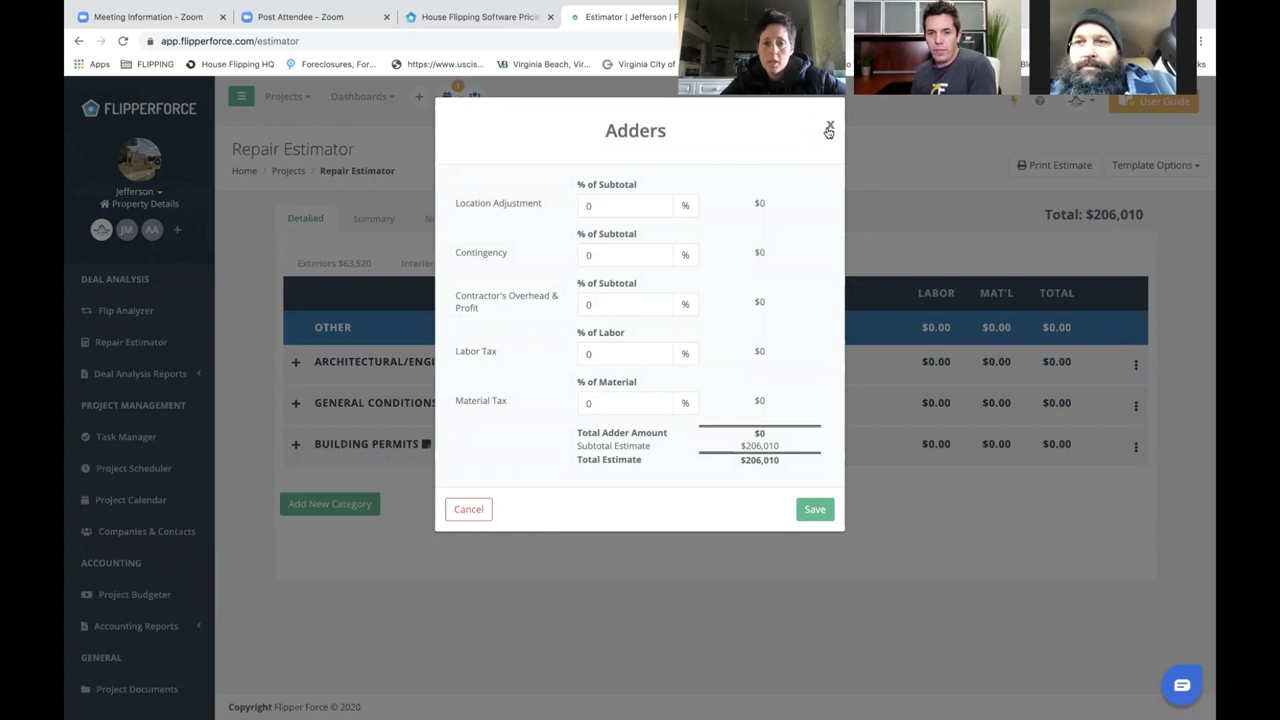 Meeting Information - Zoom
Post Attendee - Zoom
House Flipping Software Pricin
Estimator | Jefferson | F
app.flipperforce.com/estimator
Apps
FLIPPING
House Flipping HQ
Foreclosures, For...
https://www.uscis...
Virginia Beach, Vir...
Virginia City of
FLIPPERFORCE
Projects
Dashboards
User Guide
Adders
x
Jefferson
Property Details
JM
AA
Repair Estimator
Home / Projects / Repair Estimator
Print Estimate
Template Options
Detailed
Summary
Total: $206,010
Exteriors $63,520
Interior
LABOR
MAT'L
TOTAL
OTHER
$0.00
$0.00
$0.00
ARCHITECTURAL/ENGI
$0.00
$0.00
$0.00
GENERAL CONDITIONS
$0.00
$0.00
$0.00
BUILDING PERMITS
$0.00
$0.00
$0.00
Add New Category
% of Subtotal
Location Adjustment
0
%
$0
% of Subtotal
Contingency
0
%
$0
% of Subtotal
Contractor's Overhead &
Profit
0
%
$0
% of Labor
Labor Tax
0
%
$0
% of Material
Material Tax
0
%
$0
Total Adder Amount
$0
Subtotal Estimate
$206,010
Total Estimate
$206,010
Cancel
Save
DEAL ANALYSIS
Flip Analyzer
Repair Estimator
Deal Analysis Reports
PROJECT MANAGEMENT
Task Manager
Project Scheduler
Project Calendar
Companies & Contacts
ACCOUNTING
Project Budgeter
Accounting Reports
GENERAL
Project Documents
Copyright Flipper Force © 2020